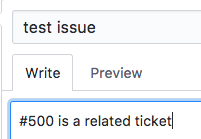 test issue
Write Preview
#500 is a related ticket